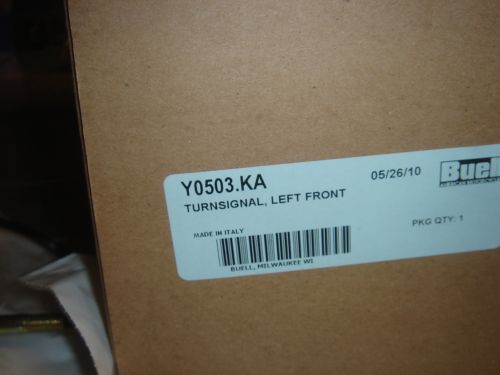 Y0503.KA
05/26/10
Buell
TURNSIGNAL, LEFT FRONT
PKG QTY: 1
MADE IN ITALY
BUELL, MILWAUKEE WI